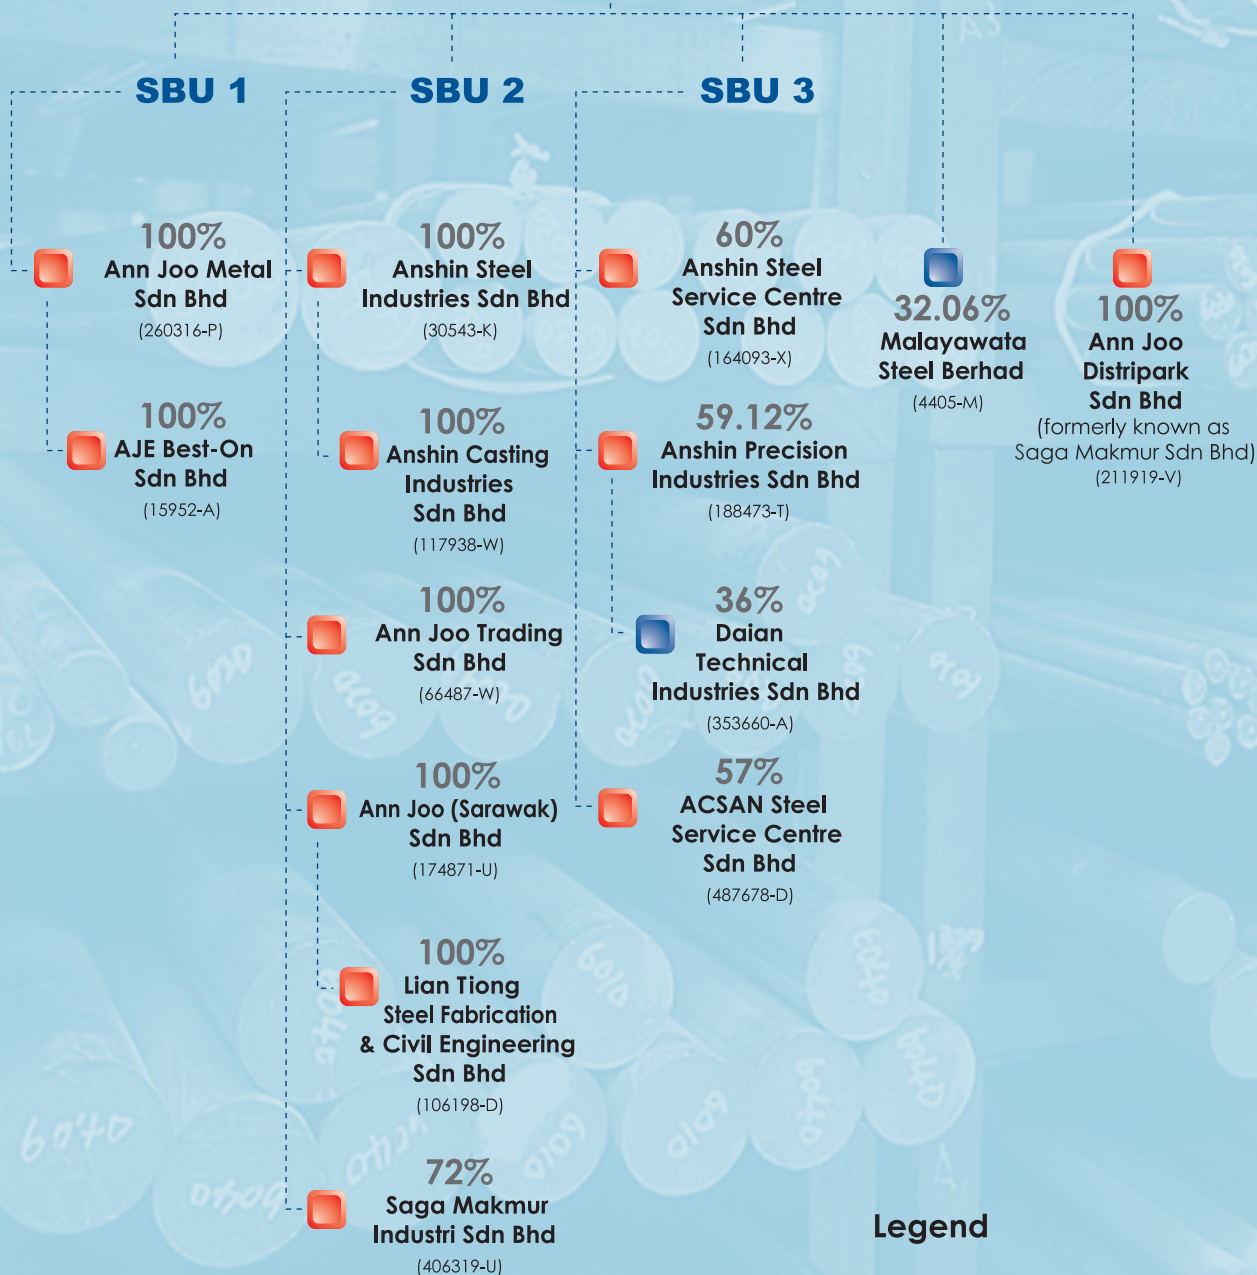 SBU 1
100%
Ann Joo Metal
Sdn Bhd
(260316-P)
100%
AJE Best-On
Sdn Bhd
(15952-A)
SBU 2
100%
Anshin Steel
Industries Sdn Bhd
(30543-K)
100%
Anshin Casting
Industries
Sdn Bhd
(117938-W)
100%
Ann Joo Trading
Sdn Bhd
(66487-W)
100%
Ann Joo (Sarawak)
Sdn Bhd
(174871-U)
100%
Lian Tiong
Steel Fabrication
& Civil Engineering
Sdn Bhd
(106198-D)
72%
Saga Makmur
Industri Sdn Bhd
(406319-U)
SBU 3
60%
Anshin Steel
Service Centre
Sdn Bhd
(164093-X)
59.12%
Anshin Precision
Industries Sdn Bhd
(188473-T)
36%
Daian
Technical
Industries Sdn Bhd
(353660-A)
57%
ACSAN Steel
Service Centre
Sdn Bhd
(487678-D)
32.06%
Malayawata
Steel Berhad
(4405-M)
100%
Ann Joo
Distripark
Sdn Bhd
(formerly known as
Saga Makmur Sdn Bhd)
(211919-V)
Legend